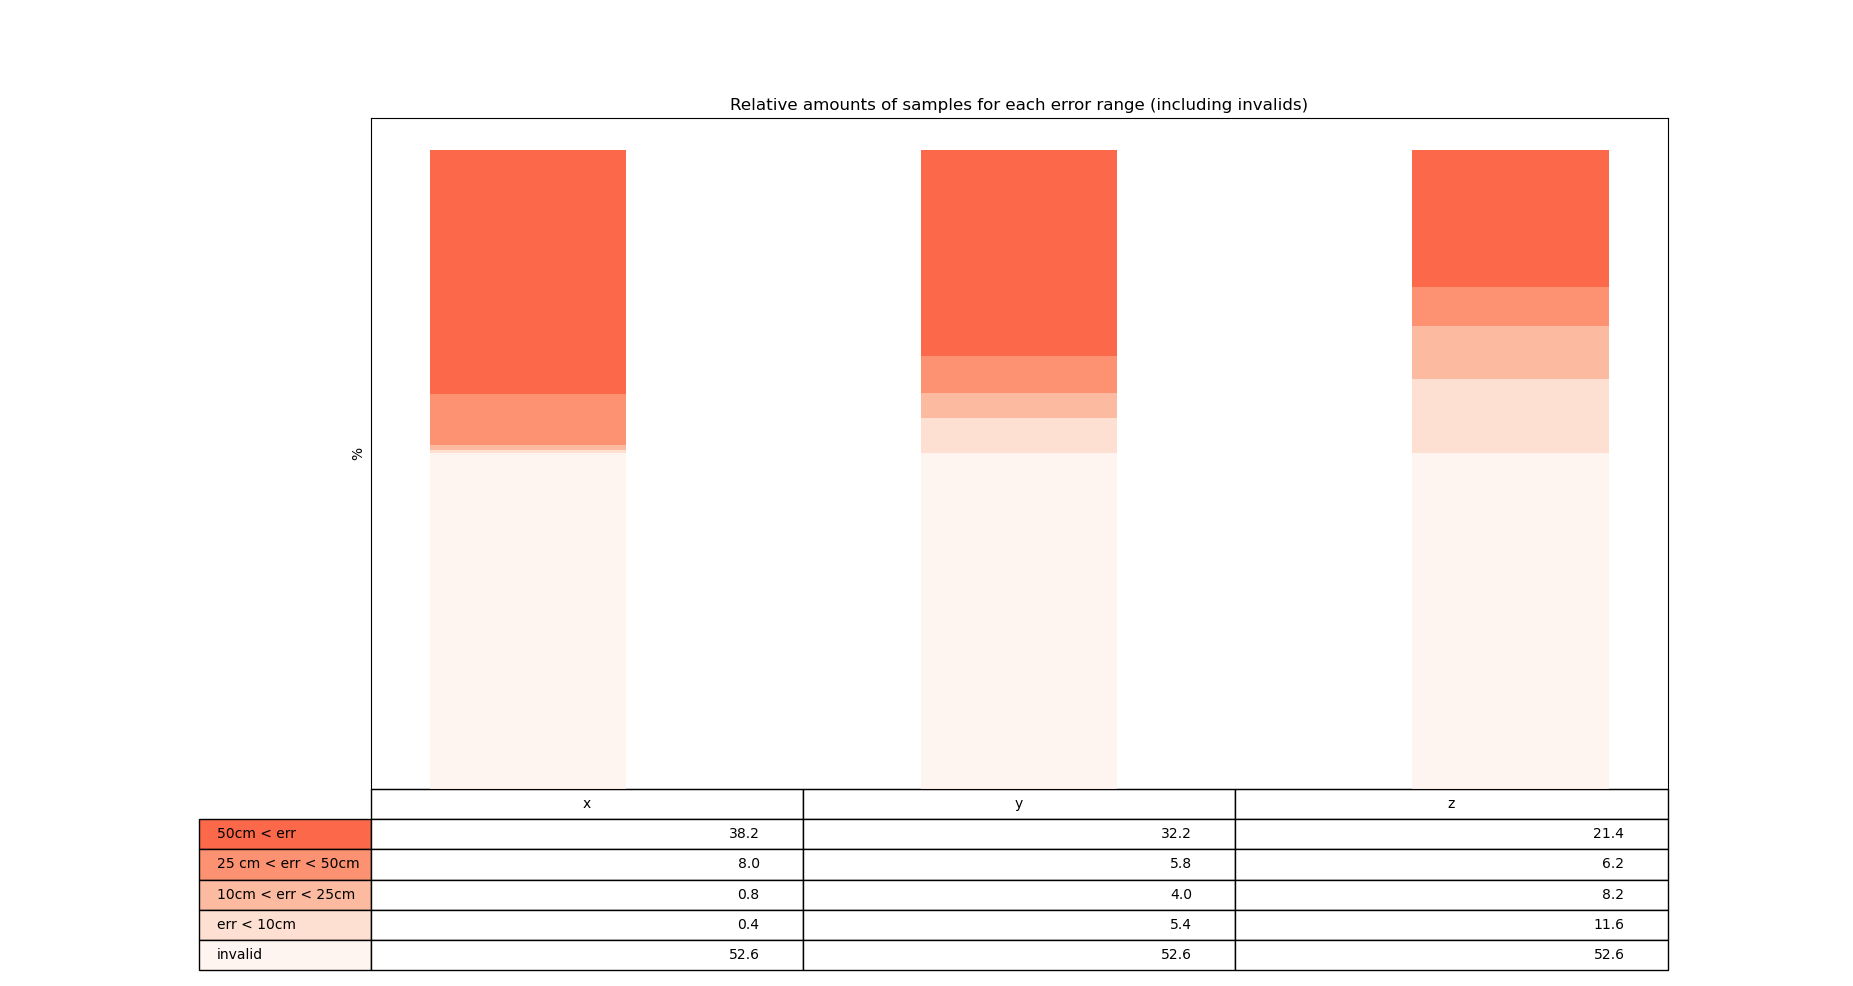 Relative amounts of samples for each error range (including invalids)
%
x y z
50cm < err 38.2 32.2 21.4
25 cm < err < 50cm 8.0 5.8 6.2
10cm < err < 25cm 0.8 4.0 8.2
err < 10cm 0.4 5.4 11.6
invalid 52.6 52.6 52.6